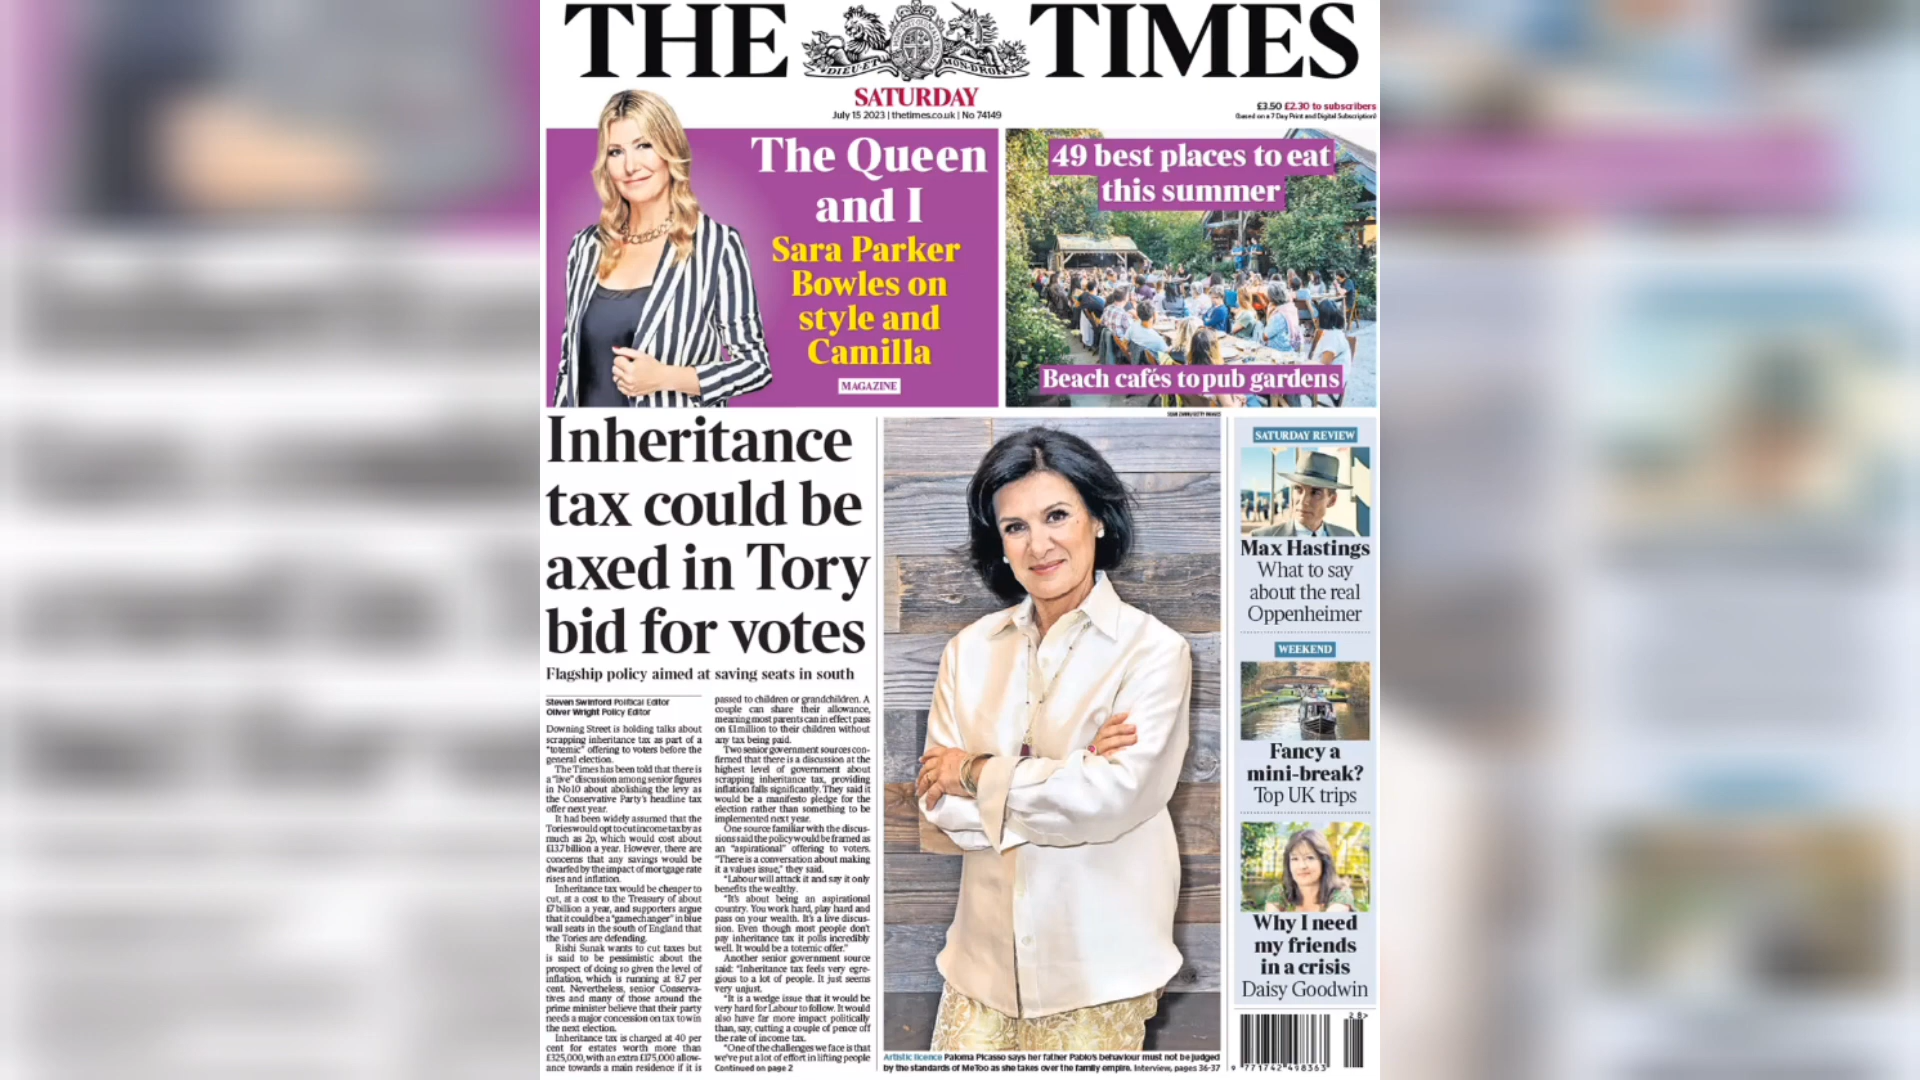 THE TIMES
DIEU ET MON DROIT
SATURDAY
July 15 2023 | thetimes.co.uk | No 74149
£3.50 £2.30 to subscribers
(based on a 7 Day Print and Digital Subscription)
The Queen
and I
Sara Parker
Bowles on
style and
Camilla
MAGAZINE
49 best places to eat
this summer
Beach cafés to pub gardens
Inheritance
tax could be
axed in Tory
bid for votes
Flagship policy aimed at saving seats in south
Steven Swinford Political Editor
Oliver Wright Policy Editor
Downing Street is holding talks about
scrapping inheritance tax as part of a
"totemic" offering to voters before the
general election.
The Times has been told that there is
a "live" discussion among senior figures
in No10 about abolishing the levy as
the Conservative Party's headline tax
offer next year.
It had been widely assumed that the
Tories would opt to cut income tax by as
much as 2p, which would cost about
£13.7 billion a year. However, there are
concerns that any savings would be
dwarfed by the impact of mortgage rate
rises and inflation.
Inheritance tax would be cheaper to
cut, at a cost to the Treasury of about
£7 billion a year, and supporters argue
that it could be a "gamechanger" in blue
wall seats in the south of England that
the Tories are defending.
Rishi Sunak wants to cut taxes but
is said to be pessimistic about the
prospect of doing so given the level of
inflation, which is running at 8.7 per
cent. Nevertheless, senior Conserva-
tives and many of those around the
prime minister believe that their party
needs a major concession on tax to win
the next election.
Inheritance tax is charged at 40 per
cent for estates worth more than
£325,000, with an extra £175,000 allow-
ance towards a main residence if it is
passed to children or grandchildren. A
couple can share their allowance,
meaning most parents can in effect pass
on £1 million to their children without
any tax being paid.
Two senior government sources con-
firmed that there is a discussion at the
highest level of government about
scrapping inheritance tax, providing
inflation falls significantly. They said it
would be a manifesto pledge for the
election rather than something to be
implemented next year.
One source familiar with the discus-
sions said the policy would be framed as
an "aspirational" offering to voters.
"There is a conversation about making
it a values issue," they said.
"Labour will attack it and say it only
benefits the wealthy.
"It's about being an aspirational
country. You work hard, play hard and
pass on your wealth. It's a live discus-
sion. Even though most people don't
pay inheritance tax it polls incredibly
well. It would be a totemic offer."
Another senior government source
said: "Inheritance tax feels very egre-
gious to a lot of people. It just seems
very unjust.
"It is a wedge issue that it would be
very hard for Labour to follow. It would
also have far more impact politically
than, say, cutting a couple of pence off
the rate of income tax.
"One of the challenges we face is that
we've put a lot of effort in lifting people
Continued on page 2
Artistic licence Paloma Picasso says her father Pablo's behaviour must not be judged
by the standards of MeToo as she takes over the family empire. Interview, pages 36-37
SATURDAY REVIEW
Max Hastings
What to say
about the real
Oppenheimer
WEEKEND
Fancy a
mini-break?
Top UK trips
Why I need
my friends
in a crisis
Daisy Goodwin
28>
9 771742 498363